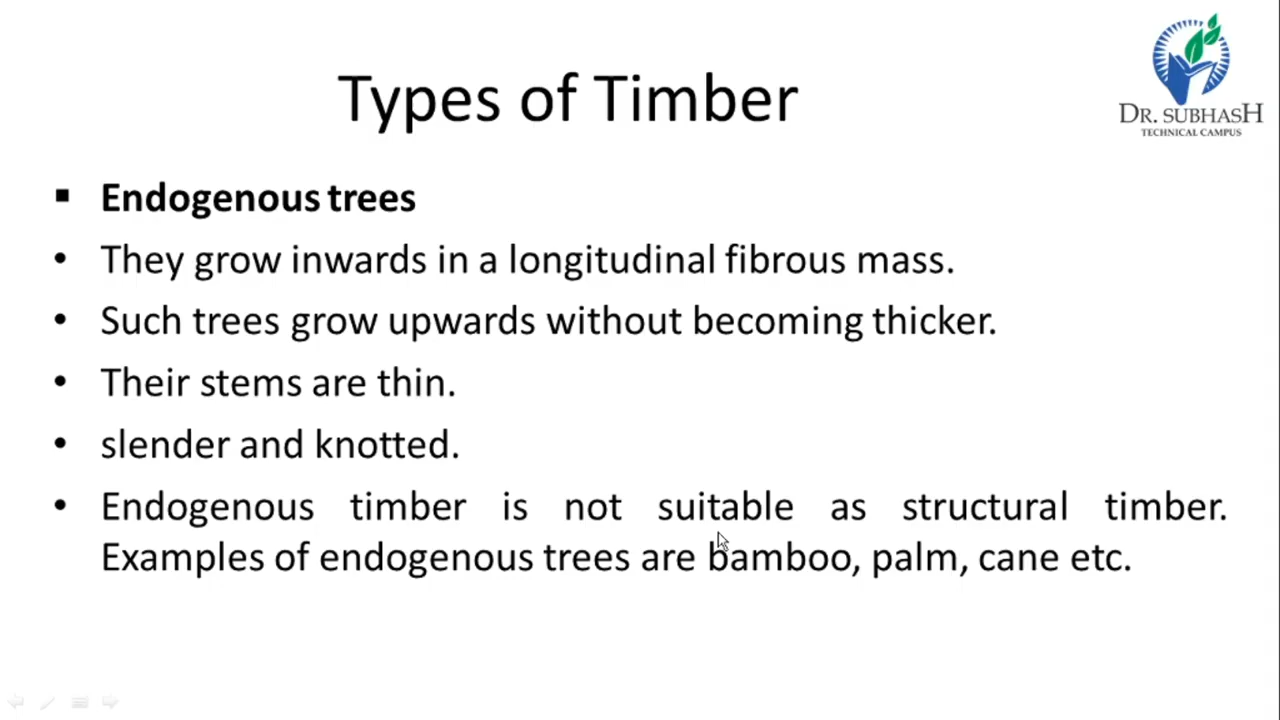 DR. SUBHASH
TECHNICAL CAMPUS
Types of Timber
▪ Endogenous trees
• They grow inwards in a longitudinal fibrous mass.
• Such trees grow upwards without becoming thicker.
• Their stems are thin.
• slender and knotted.
• Endogenous timber is not suitable as structural timber.
Examples of endogenous trees are bamboo, palm, cane etc.